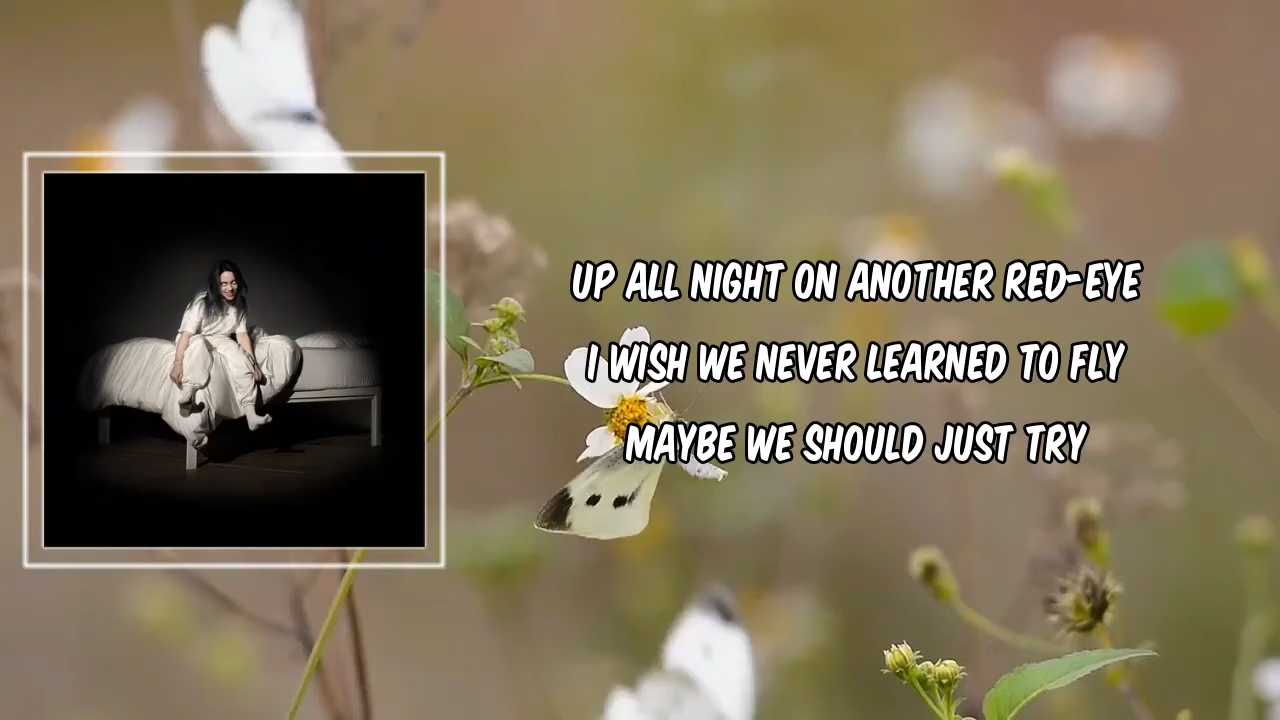 UP ALL NIGHT ON ANOTHER RED-EYE
I WISH WE NEVER LEARNED TO FLY
MAYBE WE SHOULD JUST TRY